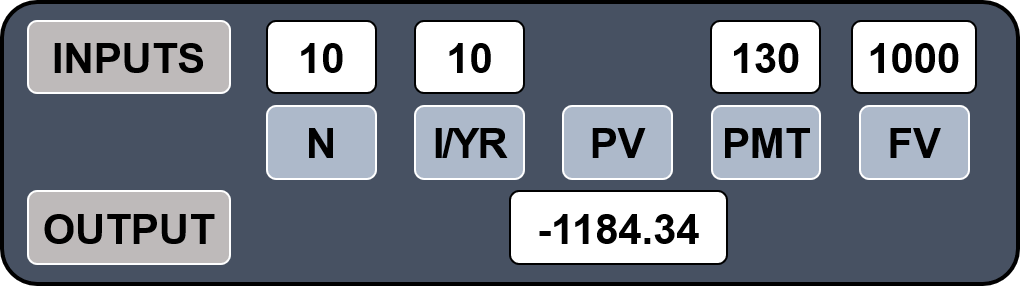 INPUTS 10 10 130 1000
N I/YR PV PMT FV
OUTPUT -1184.34